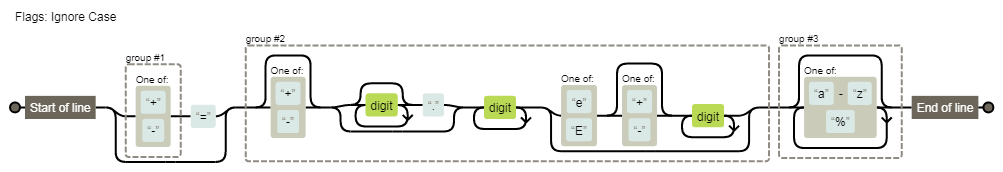 Flags: Ignore Case
group #1
group #2
group #3
One of:
One of:
One of:
One of:
One of:
Start of line
"+"
"-"
"="
"+"
"-"
digit
"."
digit
"e"
"E"
"+"
"-"
digit
"a" - "z"
"%"
End of line